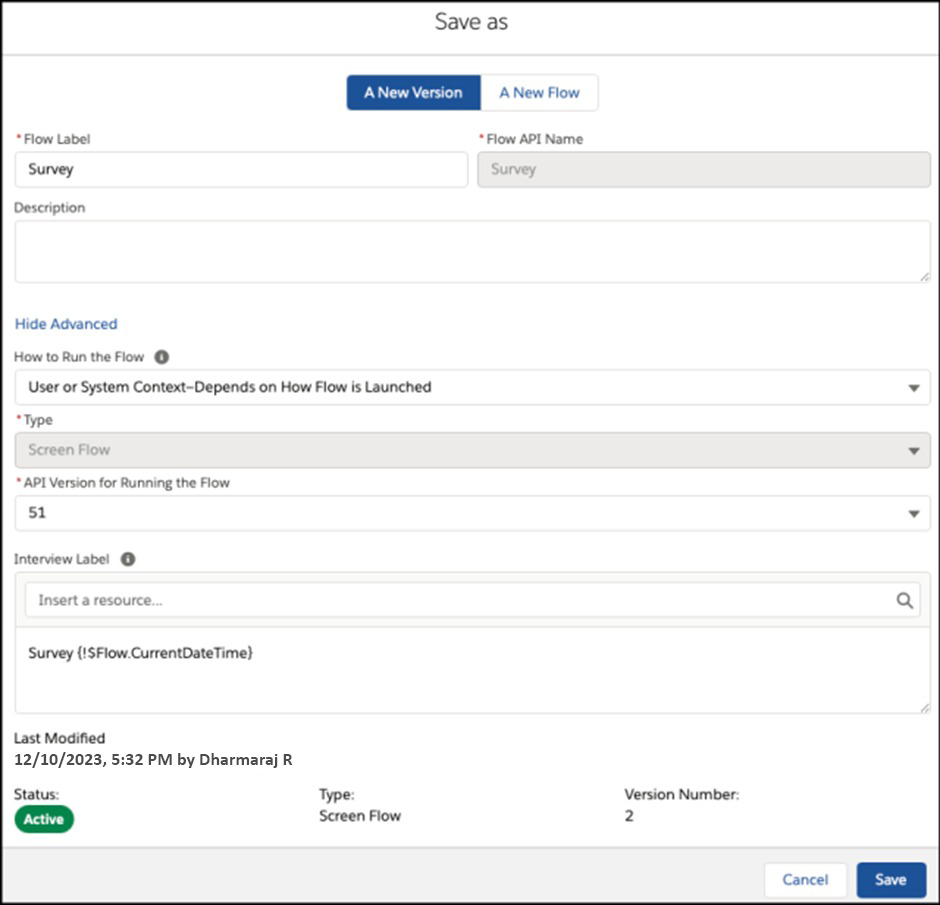 Save as
A New Version A New Flow
*Flow Label *Flow API Name
Survey Survey
Description
Hide Advanced
How to Run the Flow
User or System Context–Depends on How Flow is Launched
*Type
Screen Flow
*API Version for Running the Flow
51
Interview Label
Insert a resource...
Survey {!$Flow.CurrentDateTime}
Last Modified
12/10/2023, 5:32 PM by Dharmaraj R
Status: Type: Version Number:
Active Screen Flow 2
Cancel Save